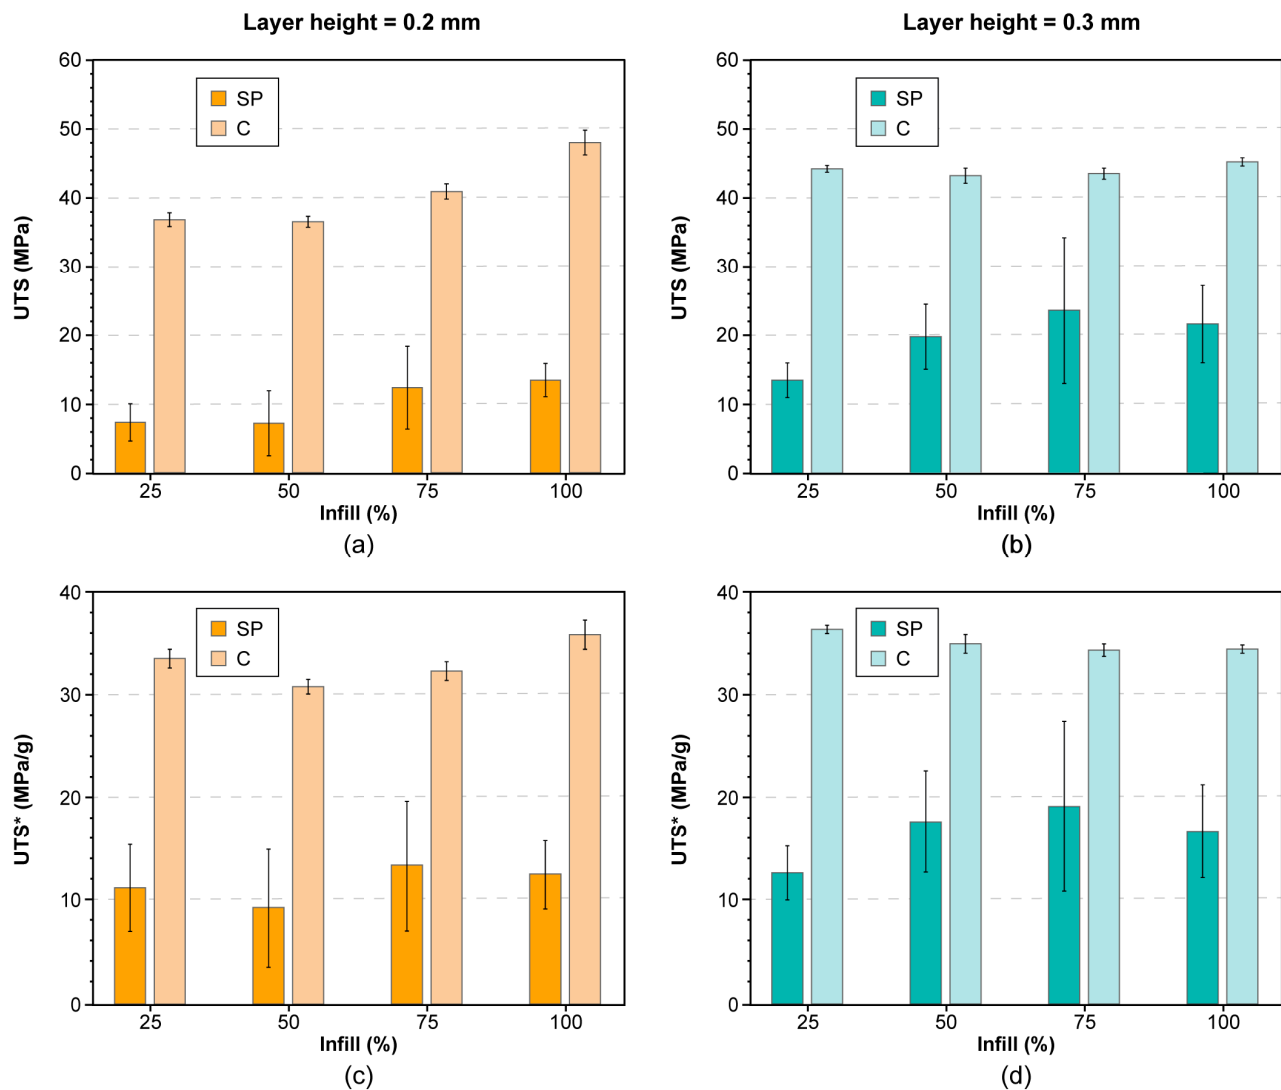 Layer height = 0.2 mm
60
50
40
30
20
10
0
UTS (MPa)
SP
C
25 50 75 100
Infill (%)
(a)
Layer height = 0.3 mm
60
50
40
30
20
10
0
UTS (MPa)
SP
C
25 50 75 100
Infill (%)
(b)
40
30
20
10
0
UTS* (MPa/g)
SP
C
25 50 75 100
Infill (%)
(c)
40
30
20
10
0
UTS* (MPa/g)
SP
C
25 50 75 100
Infill (%)
(d)